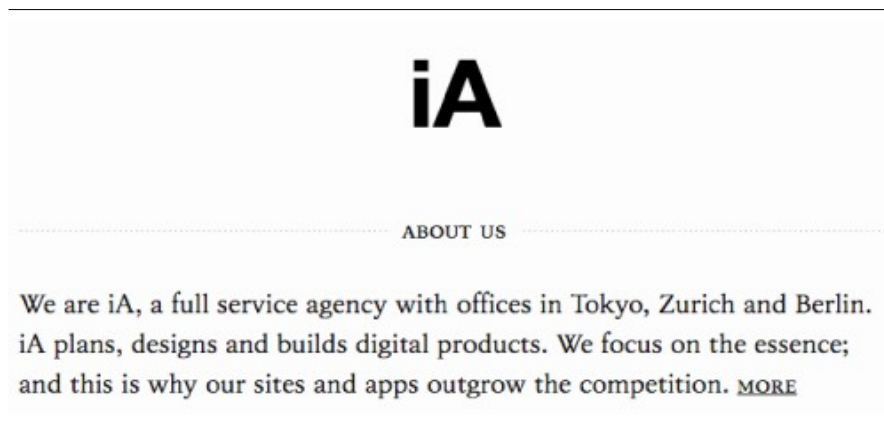 iA
ABOUT US
We are iA, a full service agency with offices in Tokyo, Zurich and Berlin.
iA plans, designs and builds digital products. We focus on the essence;
and this is why our sites and apps outgrow the competition. MORE